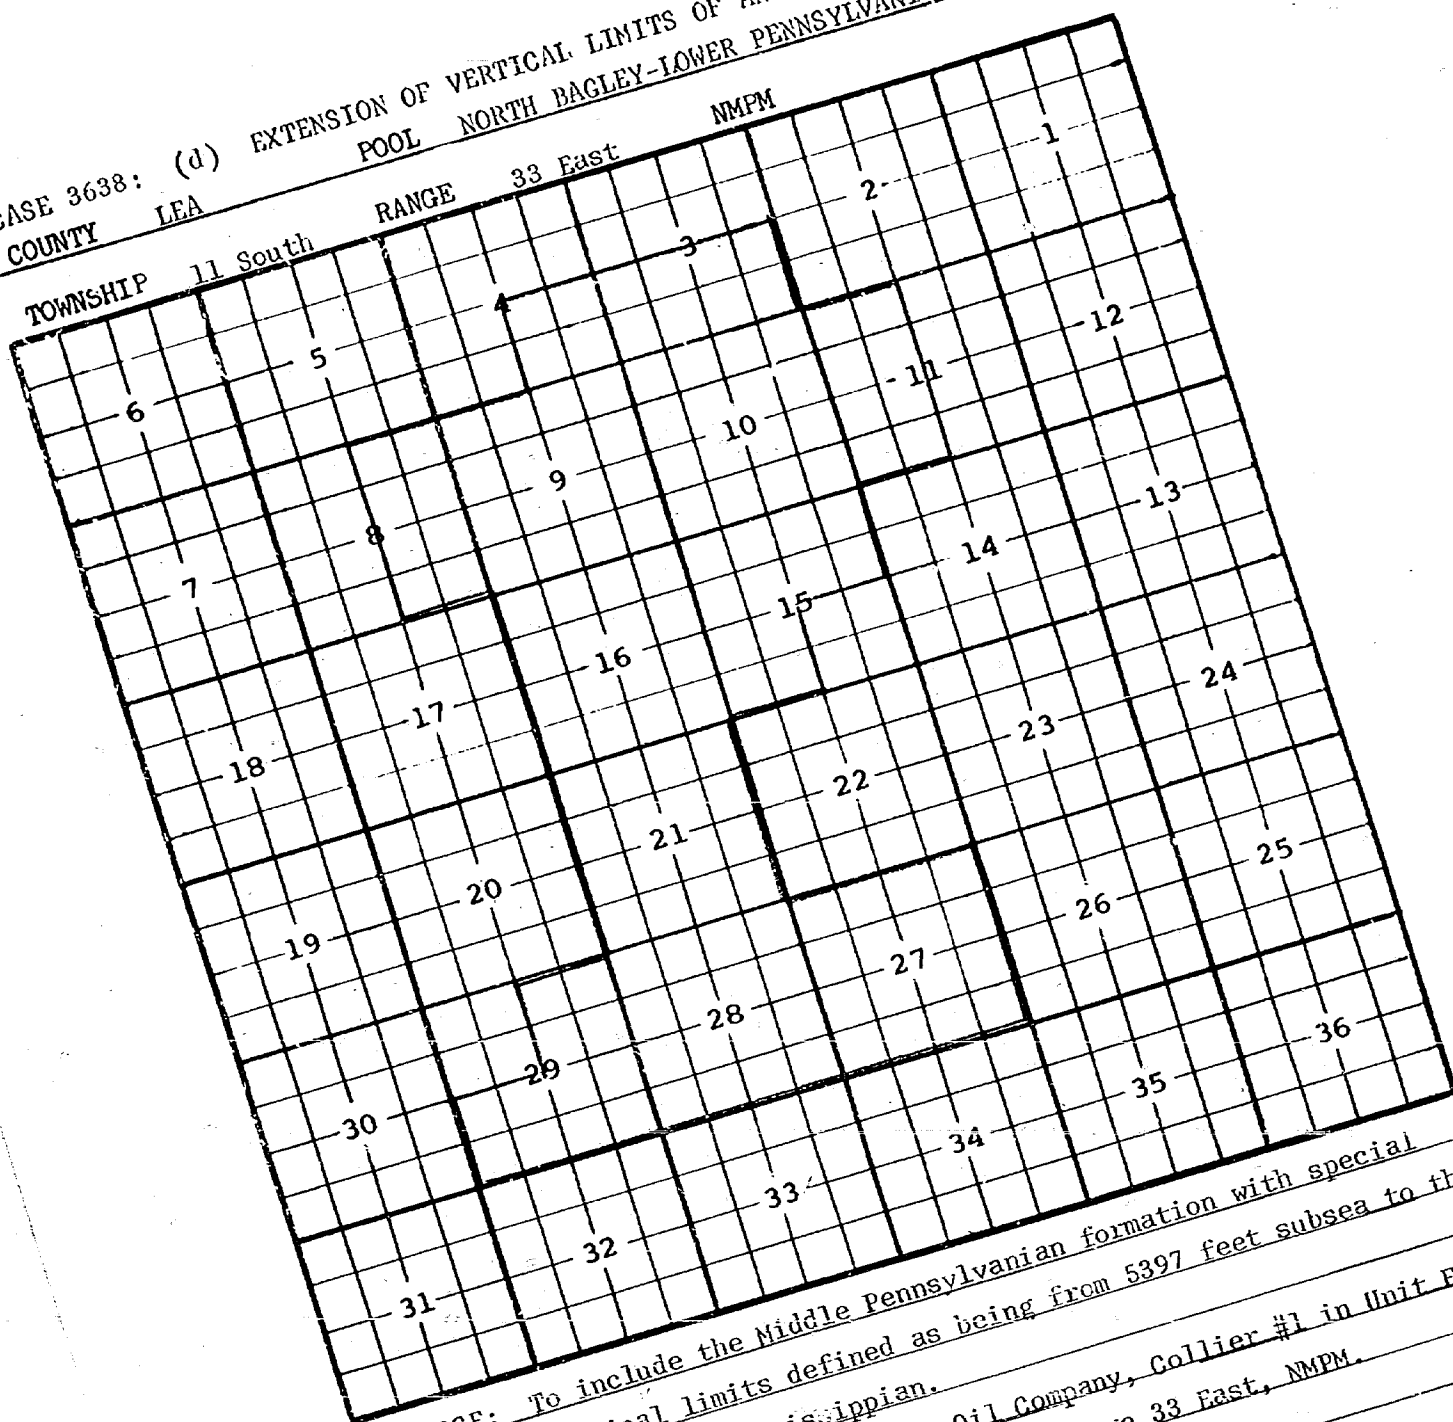 CASE 3638: (d) EXTENSION OF VERTICAL LIMITS OF
COUNTY LEA POOL NORTH BAGLEY-LOWER PENNSYLVANI
TOWNSHIP 11 South RANGE 33 East NMPM
6 5 4 3 2 1
7 8 9 10 11 12
18 17 16 15 14 13
19 20 21 22 23 24
30 29 28 27 26 25
31 32 33 34 35 36
To include the Middle Pennsylvanian formation with special
limits defined as being from 5397 feet subsea to th
issippian.
Oil Company, Collier #1 in Unit
33 East, NMPM.